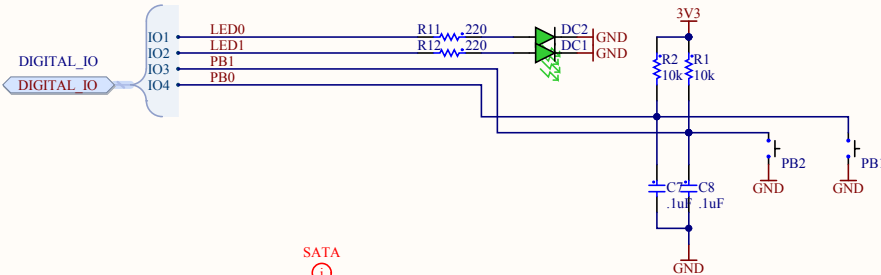 3V3
LED0
R11 220
DC2
GND
IO1
LED1
R12 220
DC1
GND
IO2
DIGITAL_IO
PB1
IO3
R2
R1
10k
10k
DIGITAL_IO
PB0
IO4
PB2
PB1
GND
GND
C7
C8
.1uF
.1uF
SATA
i
GND